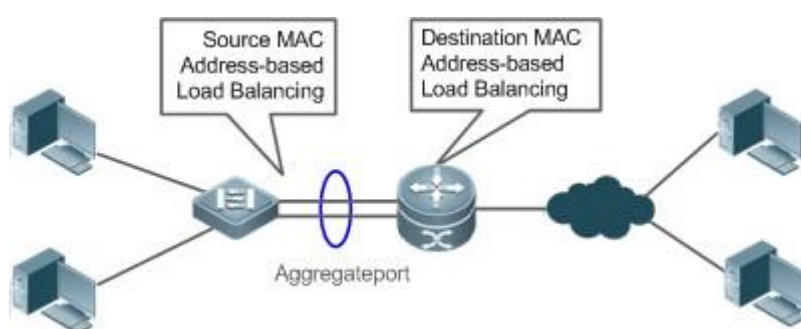 Source MAC
Address-based
Load Balancing
Destination MAC
Address-based
Load Balancing
Aggregateport